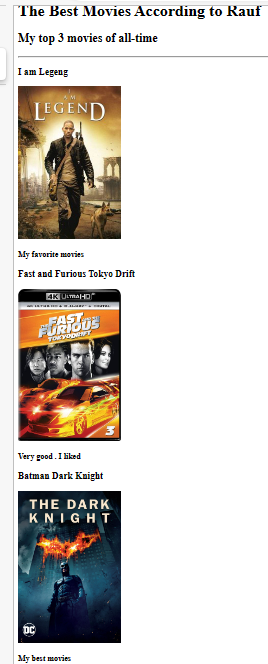 The Best Movies According to Rauf
My top 3 movies of all-time
I am Legeng
I AM
LEGEND
My favorite movies
Fast and Furious Tokyo Drift
4K ULTRA HD
THE FAST AND THE
FURIOUS
TOKYO DRIFT
3
Very good . I liked
Batman Dark Knight
THE DARK
KNIGHT
DC
My best movies